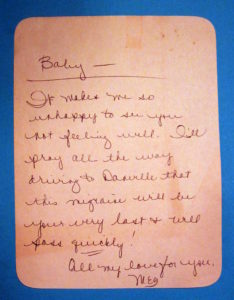 Baby —
It makes me so
unhappy to see you
not feeling well. I'll
pray all the way
driving to Danville that
this migraine will be
your very last & will
pass quickly!
All my love for you,
Meg